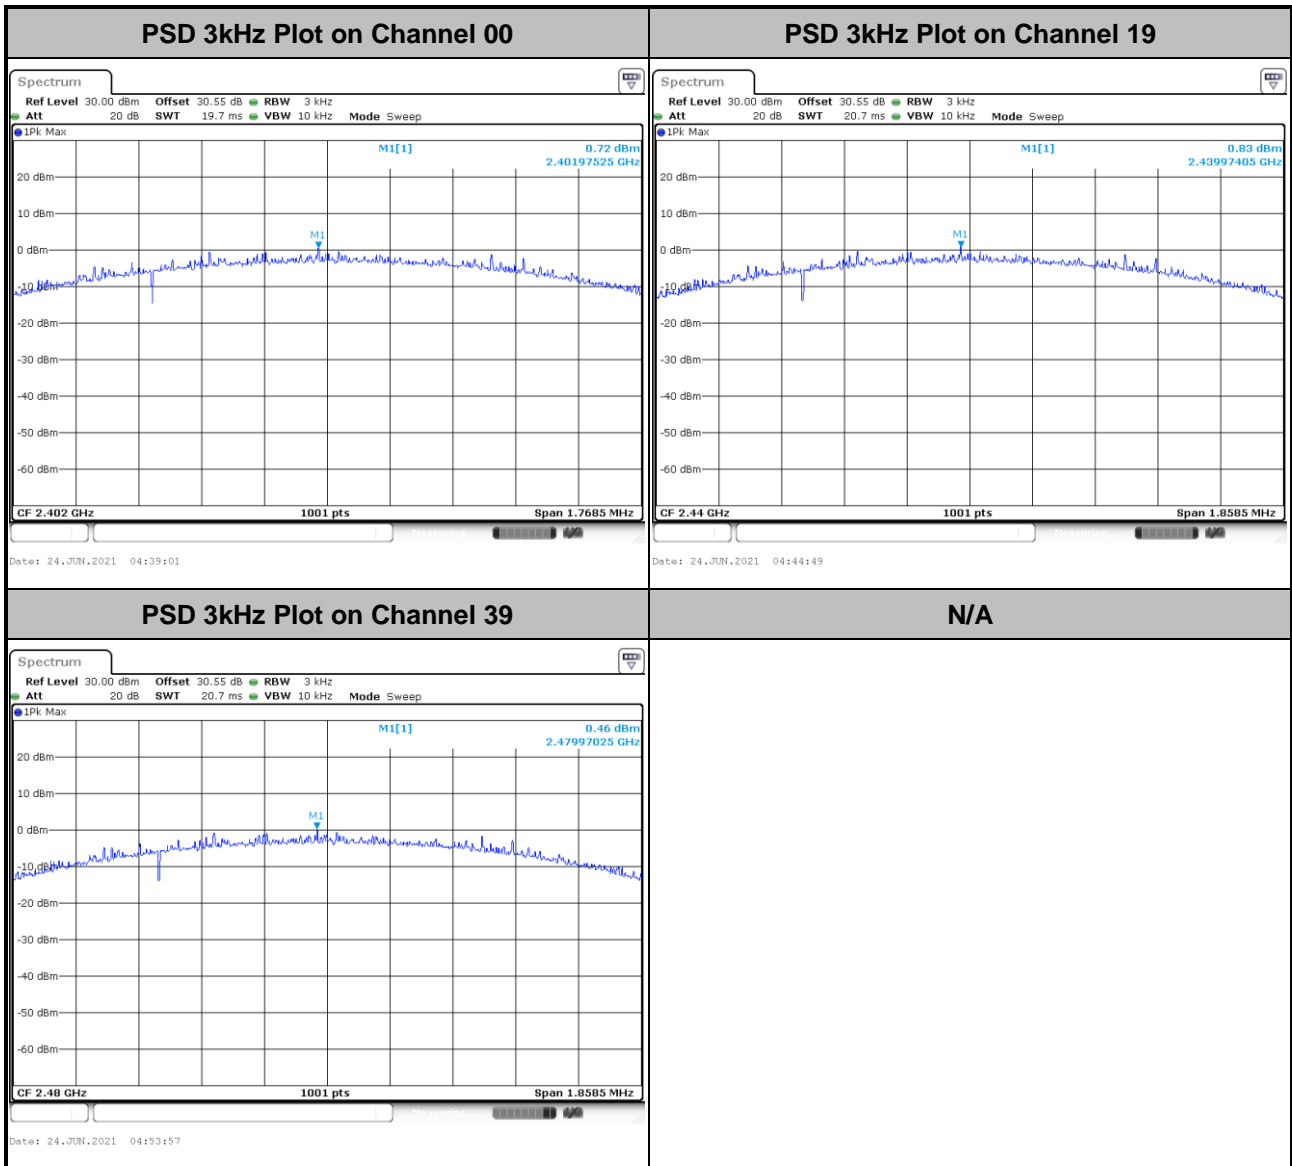 PSD 3kHz Plot on Channel 00
Spectrum
Ref Level 30.00 dBm Offset 30.55 dB RBW 3 kHz
Att 20 dB SWT 19.7 ms VBW 10 kHz Mode Sweep
1Pk Max
M1[1] 0.72 dBm
2.40197525 GHz
20 dBm
10 dBm
M1
0 dBm
-10 dBm
-20 dBm
-30 dBm
-40 dBm
-50 dBm
-60 dBm
CF 2.402 GHz 1001 pts Span 1.7685 MHz
Measuring...
Date: 24.JUN.2021 04:39:01
PSD 3kHz Plot on Channel 19
Spectrum
Ref Level 30.00 dBm Offset 30.55 dB RBW 3 kHz
Att 20 dB SWT 20.7 ms VBW 10 kHz Mode Sweep
1Pk Max
M1[1] 0.83 dBm
2.43997405 GHz
20 dBm
10 dBm
M1
0 dBm
-10 dBm
-20 dBm
-30 dBm
-40 dBm
-50 dBm
-60 dBm
CF 2.44 GHz 1001 pts Span 1.8585 MHz
Measuring...
Date: 24.JUN.2021 04:44:49
PSD 3kHz Plot on Channel 39
Spectrum
Ref Level 30.00 dBm Offset 30.55 dB RBW 3 kHz
Att 20 dB SWT 20.7 ms VBW 10 kHz Mode Sweep
1Pk Max
M1[1] 0.46 dBm
2.47997025 GHz
20 dBm
10 dBm
M1
0 dBm
-10 dBm
-20 dBm
-30 dBm
-40 dBm
-50 dBm
-60 dBm
CF 2.48 GHz 1001 pts Span 1.8585 MHz
Measuring...
Date: 24.JUN.2021 04:53:57
N/A